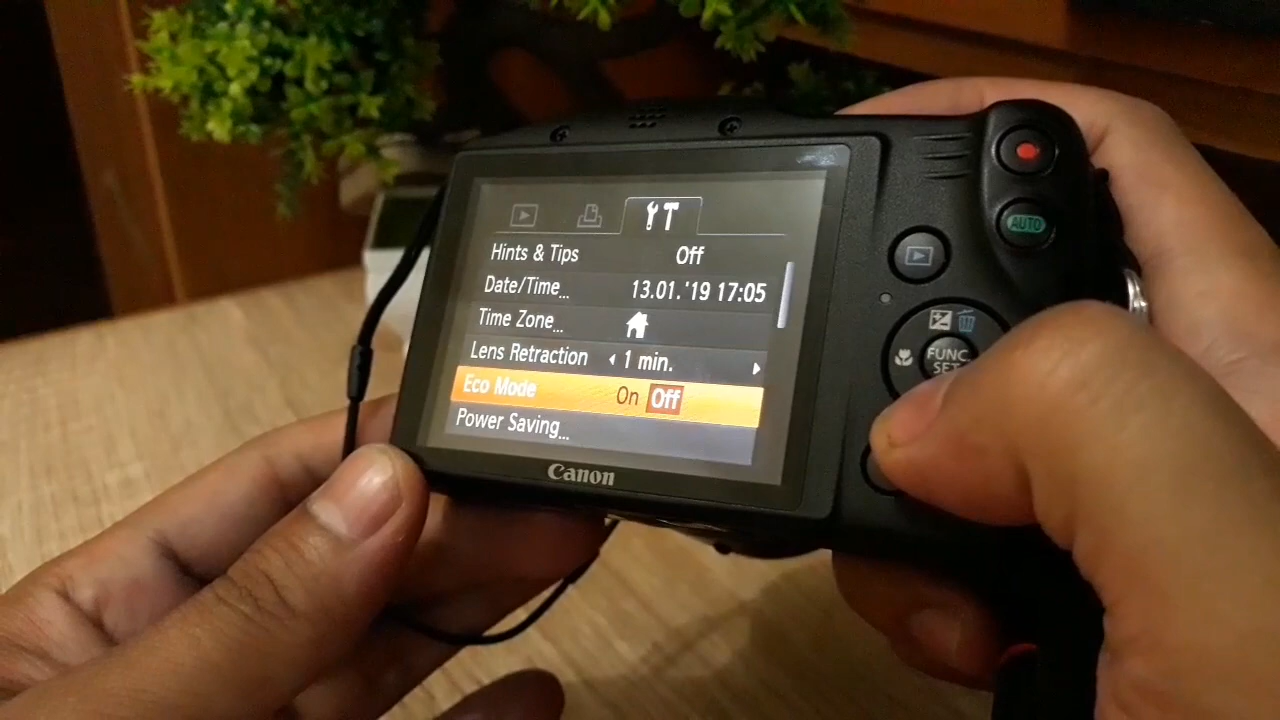 Hints & Tips Off
Date/Time... 13.01.'19 17:05
Time Zone...
Lens Retraction 1 min.
Eco Mode On Off
Power Saving...
Canon
AUTO
FUNC.
SET